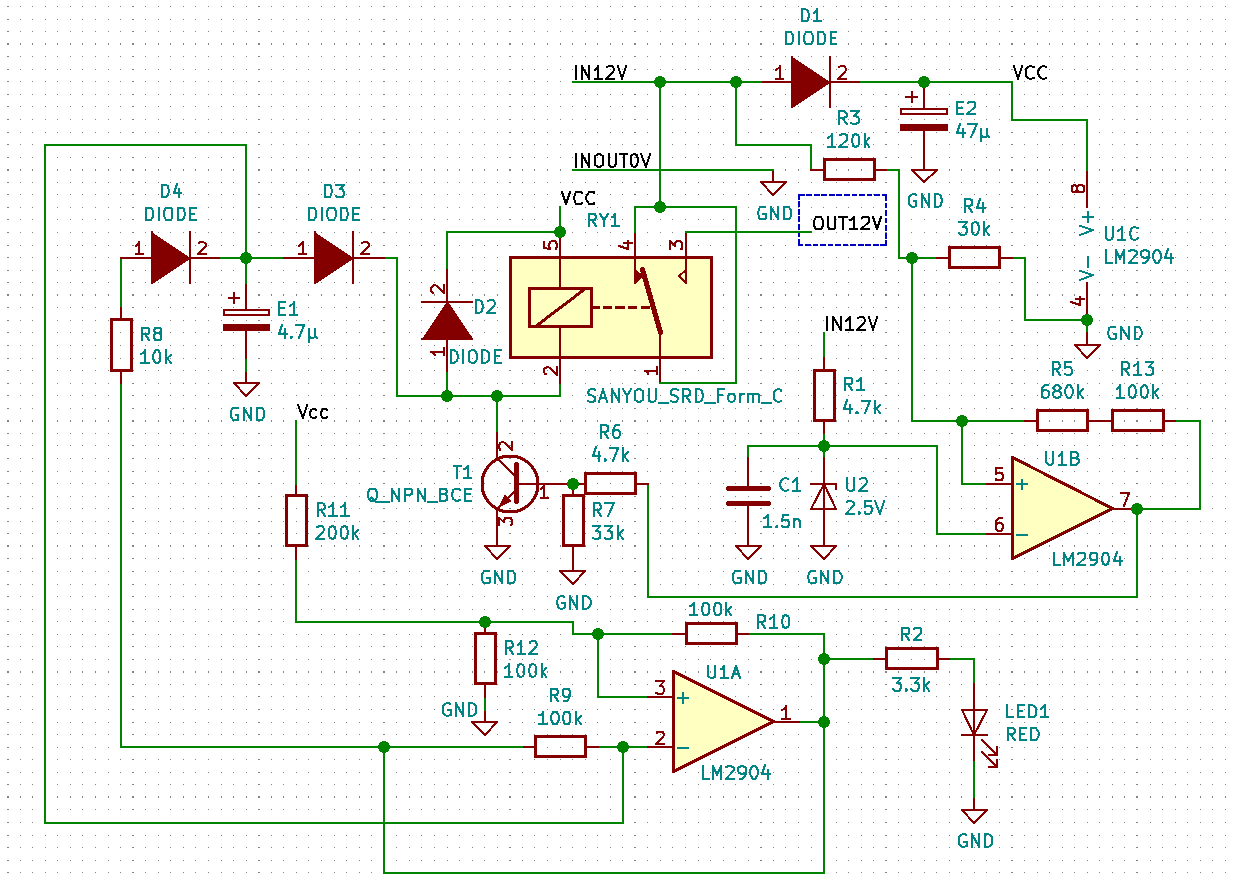 D1
DIODE
IN12V
1
2
VCC
+
E2
47µ
R3
120k
GND
INOUT0V
GND
D4
DIODE
D3
DIODE
1
2
1
2
VCC
RY1
5
4
3
OUT12V
R4
30k
8
V+
V-
4
U1C
LM2904
GND
+
E1
4.7µ
GND
2
D2
1
DIODE
2
1
SANYOU_SRD_Form_C
R8
10k
IN12V
R1
4.7k
R5
680k
R13
100k
Vcc
R11
200k
T1
Q_NPN_BCE
2
1
3
GND
R6
4.7k
R7
33k
GND
C1
1.5n
GND
U2
2.5V
GND
U1B
5
+
6
−
7
LM2904
R12
100k
GND
100k
R10
R9
100k
U1A
3
+
2
−
1
LM2904
R2
3.3k
LED1
RED
GND